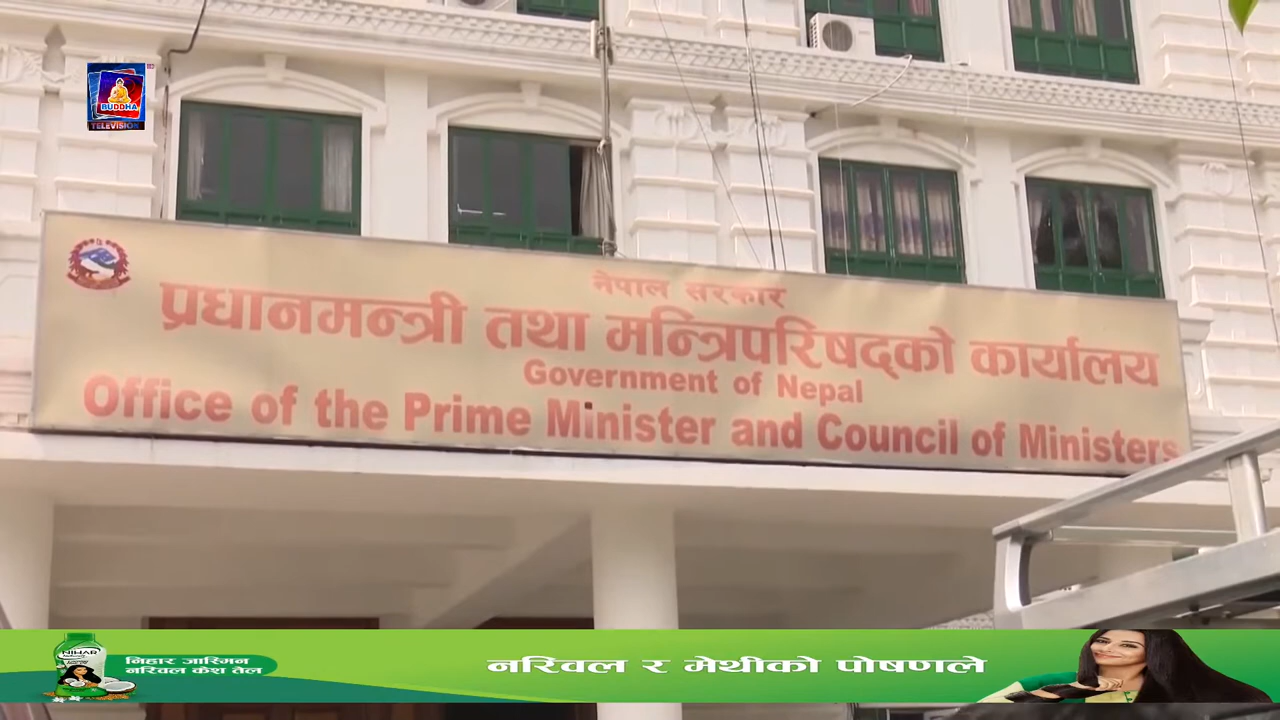 BUDDHA
TELEVISION
नेपाल सरकार
प्रधानमन्त्री तथा मन्त्रिपरिषद्को कार्यालय
Government of Nepal
Office of the Prime Minister and Council of Ministers
NIHAR
निहार जास्मिन
नरिवल केश तेल
नरिवल र मेथीको पोषणले